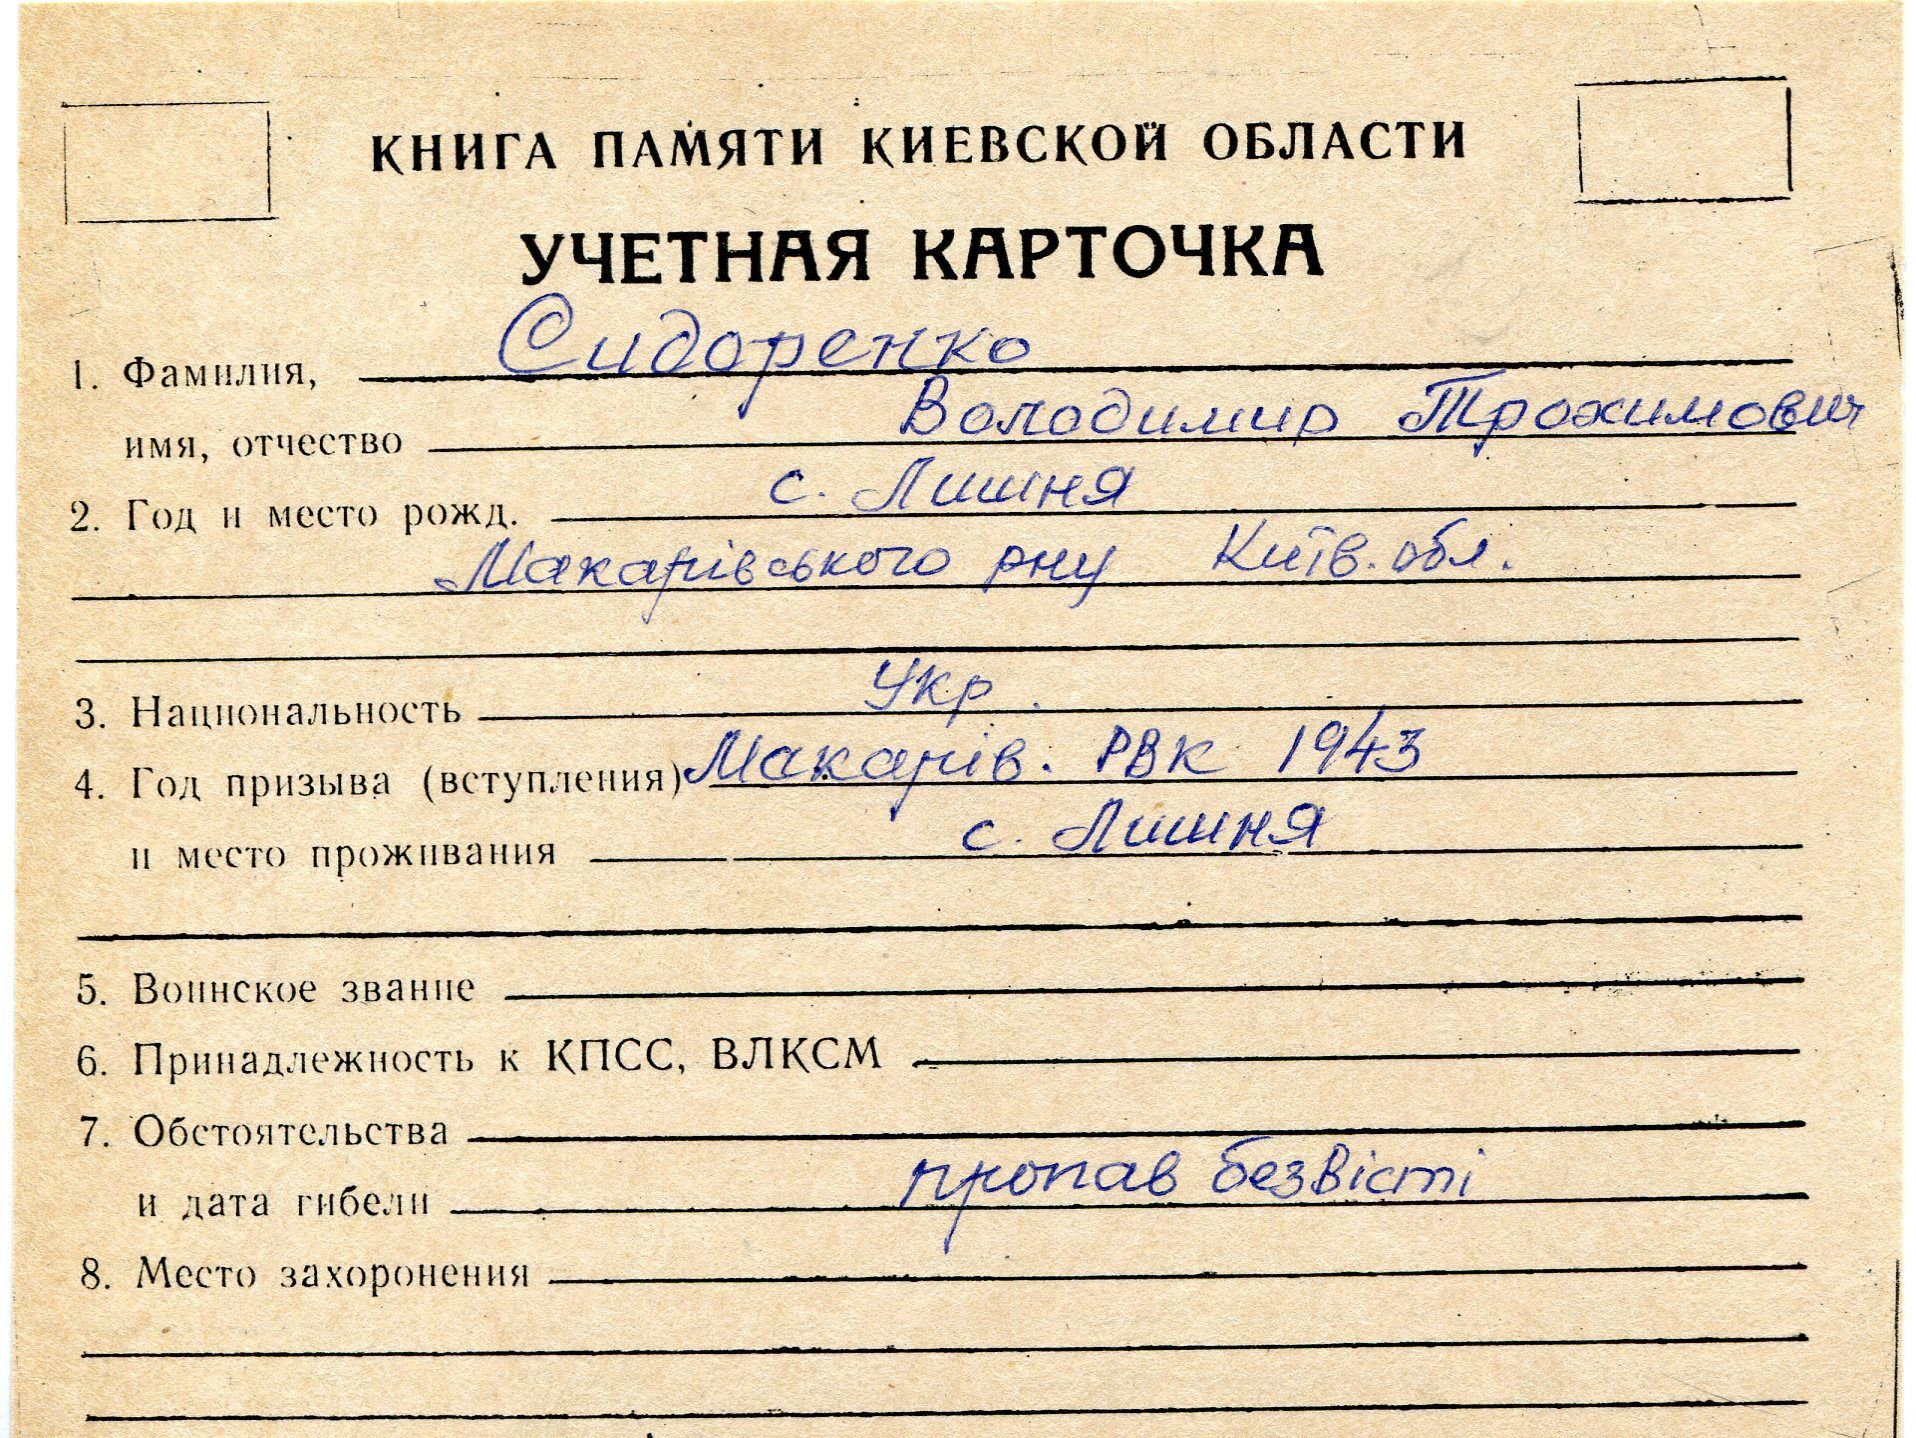 КНИГА ПАМЯТИ КИЕВСКОЙ ОБЛАСТИ
УЧЕТНАЯ КАРТОЧКА
1. Фамилия, Сидоренко
имя, отчество Володимир Трохимович
2. Год и место рожд. с. Лишня
Макарівського рну Київ. обл.
3. Национальность Укр.
4. Год призыва (вступления) Макарів. РВК 1943
и место проживания с. Лишня
5. Воинское звание
6. Принадлежность к КПСС, ВЛКСМ
7. Обстоятельства
и дата гибели пропав безвісті
8. Место захоронения